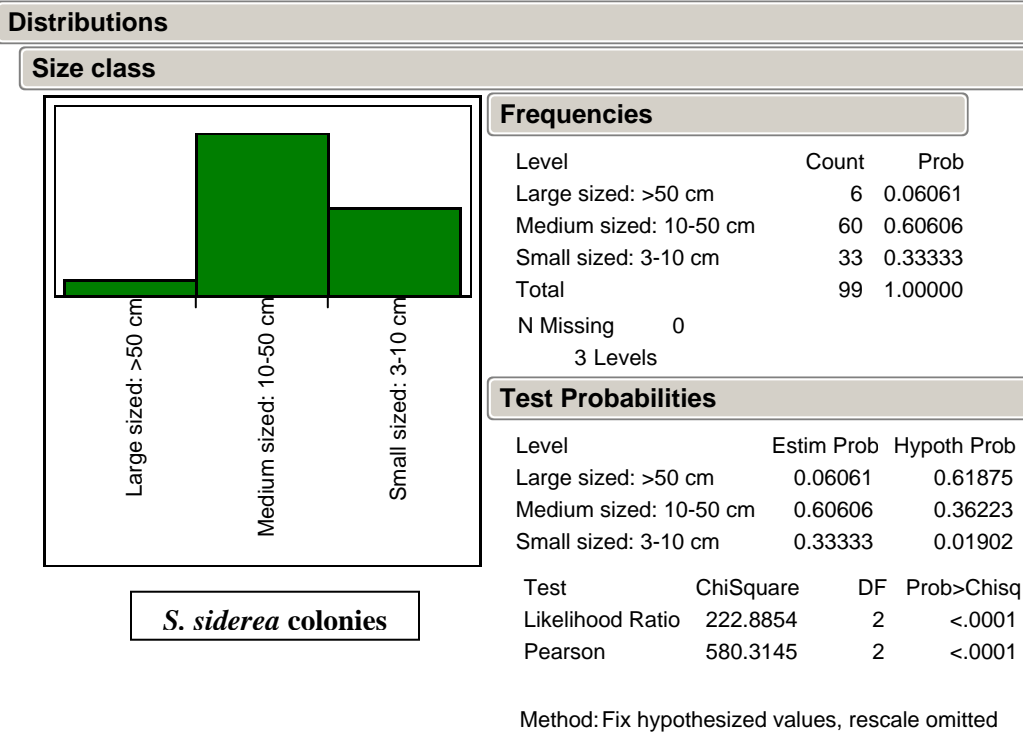 Distributions
Size class
Large sized: >50 cm
Medium sized: 10-50 cm
Small sized: 3-10 cm
S. siderea colonies
Frequencies
Level Count Prob
Large sized: >50 cm 6 0.06061
Medium sized: 10-50 cm 60 0.60606
Small sized: 3-10 cm 33 0.33333
Total 99 1.00000
N Missing 0
3 Levels
Test Probabilities
Level Estim Prob Hypoth Prob
Large sized: >50 cm 0.06061 0.61875
Medium sized: 10-50 cm 0.60606 0.36223
Small sized: 3-10 cm 0.33333 0.01902
Test ChiSquare DF Prob>Chisq
Likelihood Ratio 222.8854 2 <.0001
Pearson 580.3145 2 <.0001
Method: Fix hypothesized values, rescale omitted